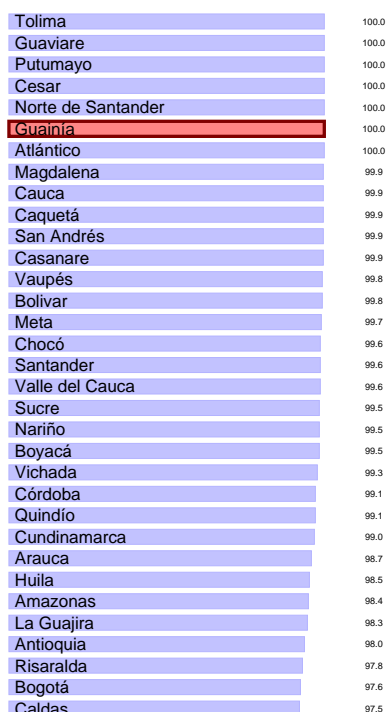 Tolima 100.0
Guaviare 100.0
Putumayo 100.0
Cesar 100.0
Norte de Santander 100.0
Guainía 100.0
Atlántico 100.0
Magdalena 99.9
Cauca 99.9
Caquetá 99.9
San Andrés 99.9
Casanare 99.9
Vaupés 99.8
Bolivar 99.8
Meta 99.7
Chocó 99.6
Santander 99.6
Valle del Cauca 99.6
Sucre 99.5
Nariño 99.5
Boyacá 99.5
Vichada 99.3
Córdoba 99.1
Quindío 99.1
Cundinamarca 99.0
Arauca 98.7
Huila 98.5
Amazonas 98.4
La Guajira 98.3
Antioquia 98.0
Risaralda 97.8
Bogotá 97.6
Caldas 97.5